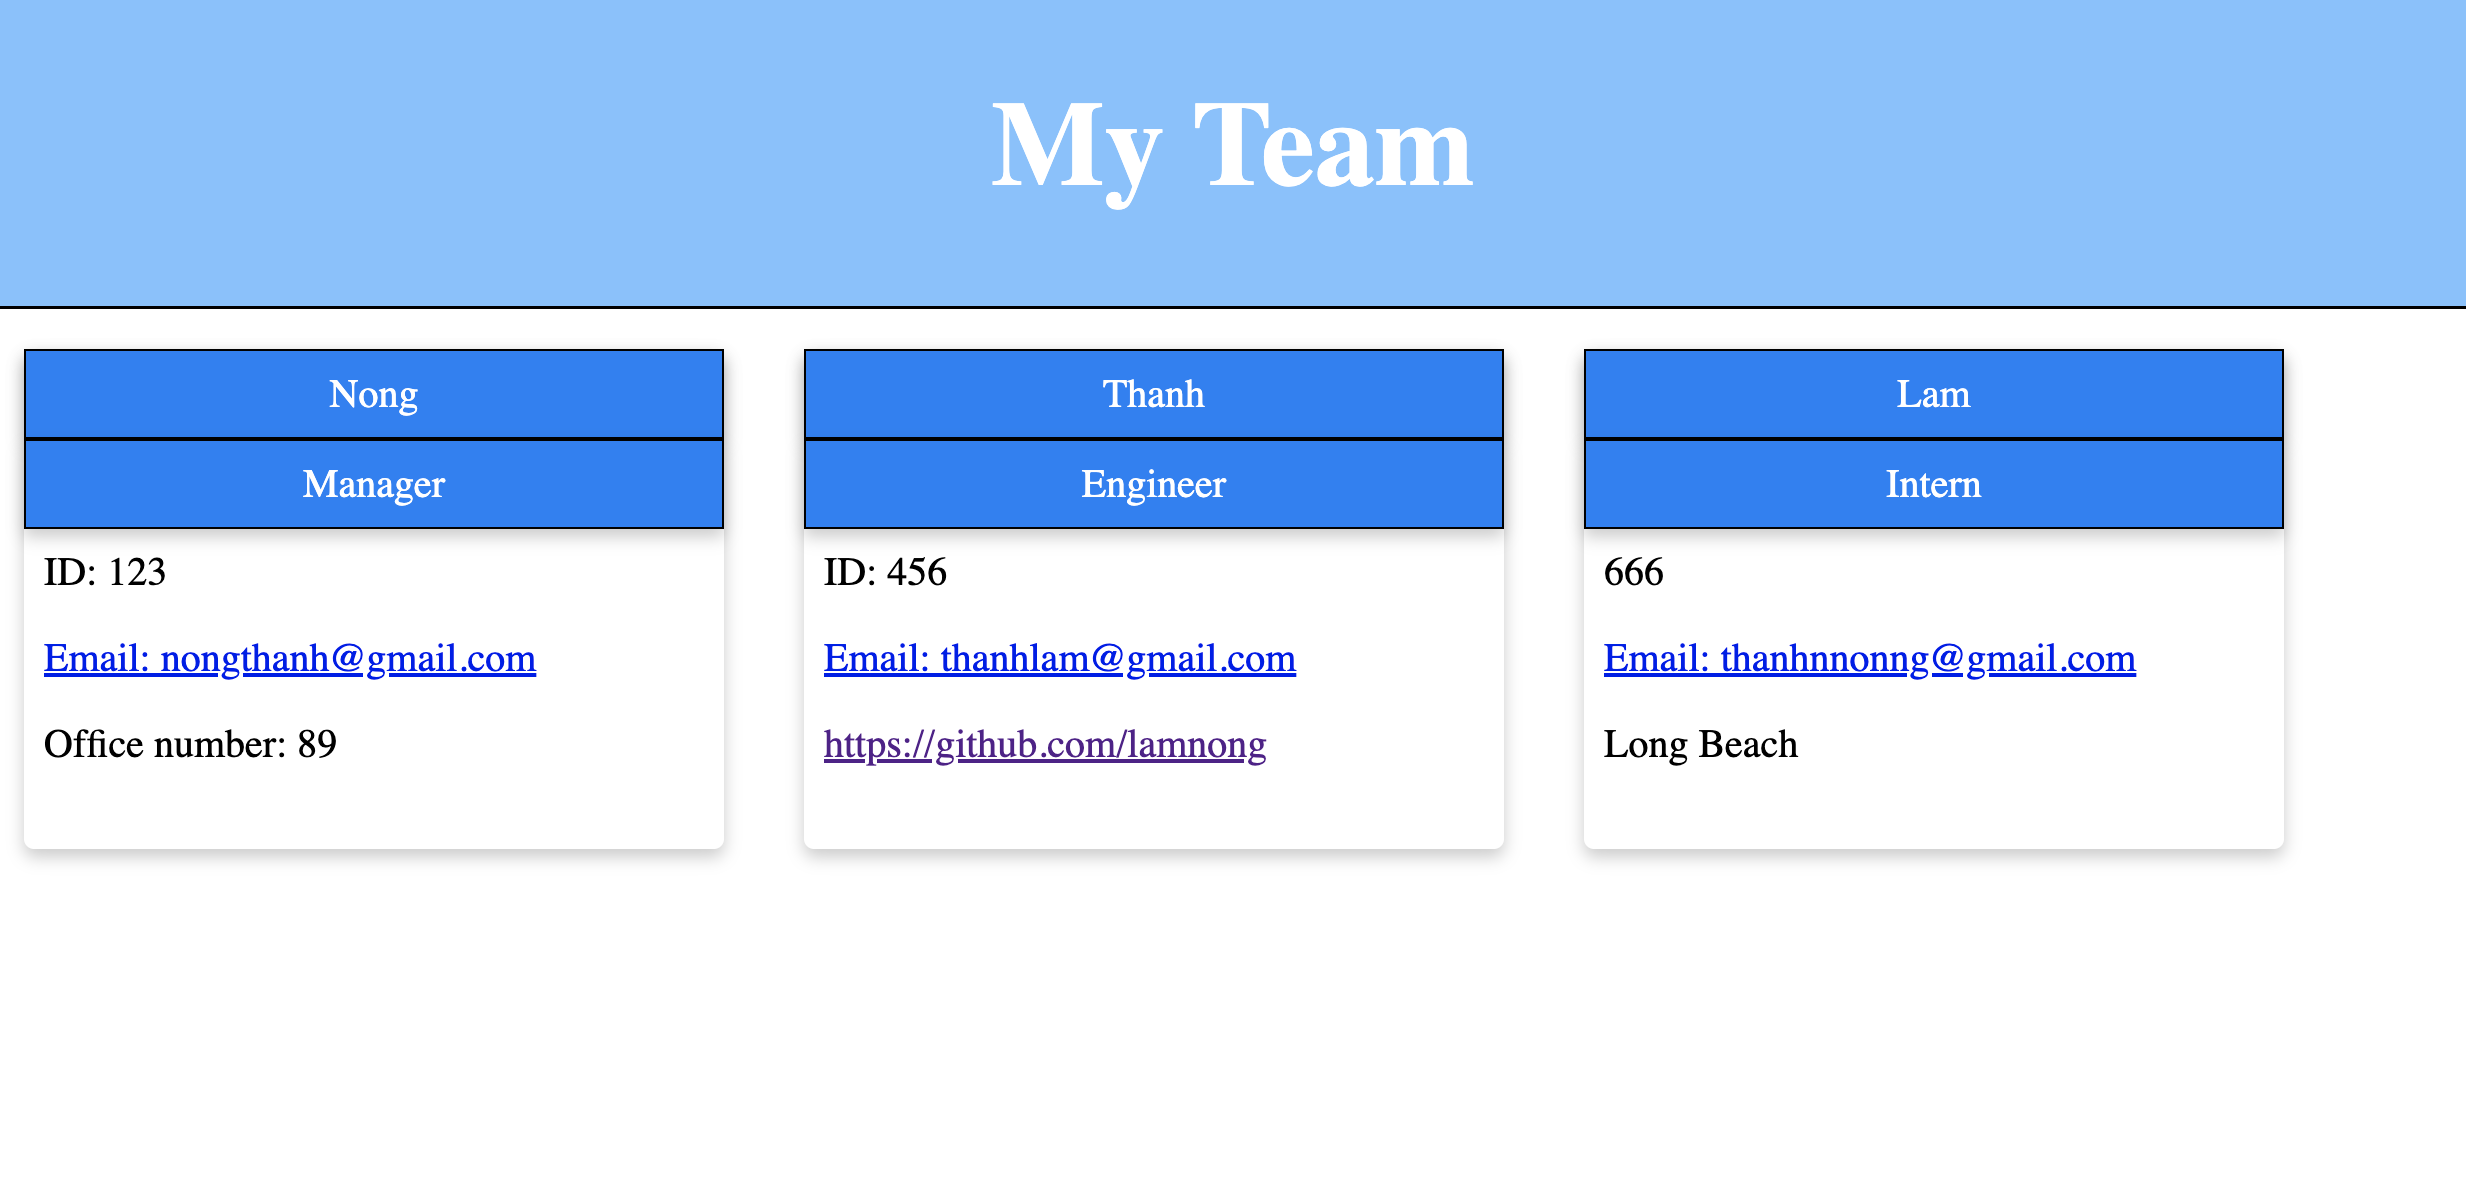 My Team
Nong
Manager
ID: 123
Email: nongthanh@gmail.com
Office number: 89
Thanh
Engineer
ID: 456
Email: thanhlam@gmail.com
https://github.com/lamnong
Lam
Intern
666
Email: thanhnnonng@gmail.com
Long Beach